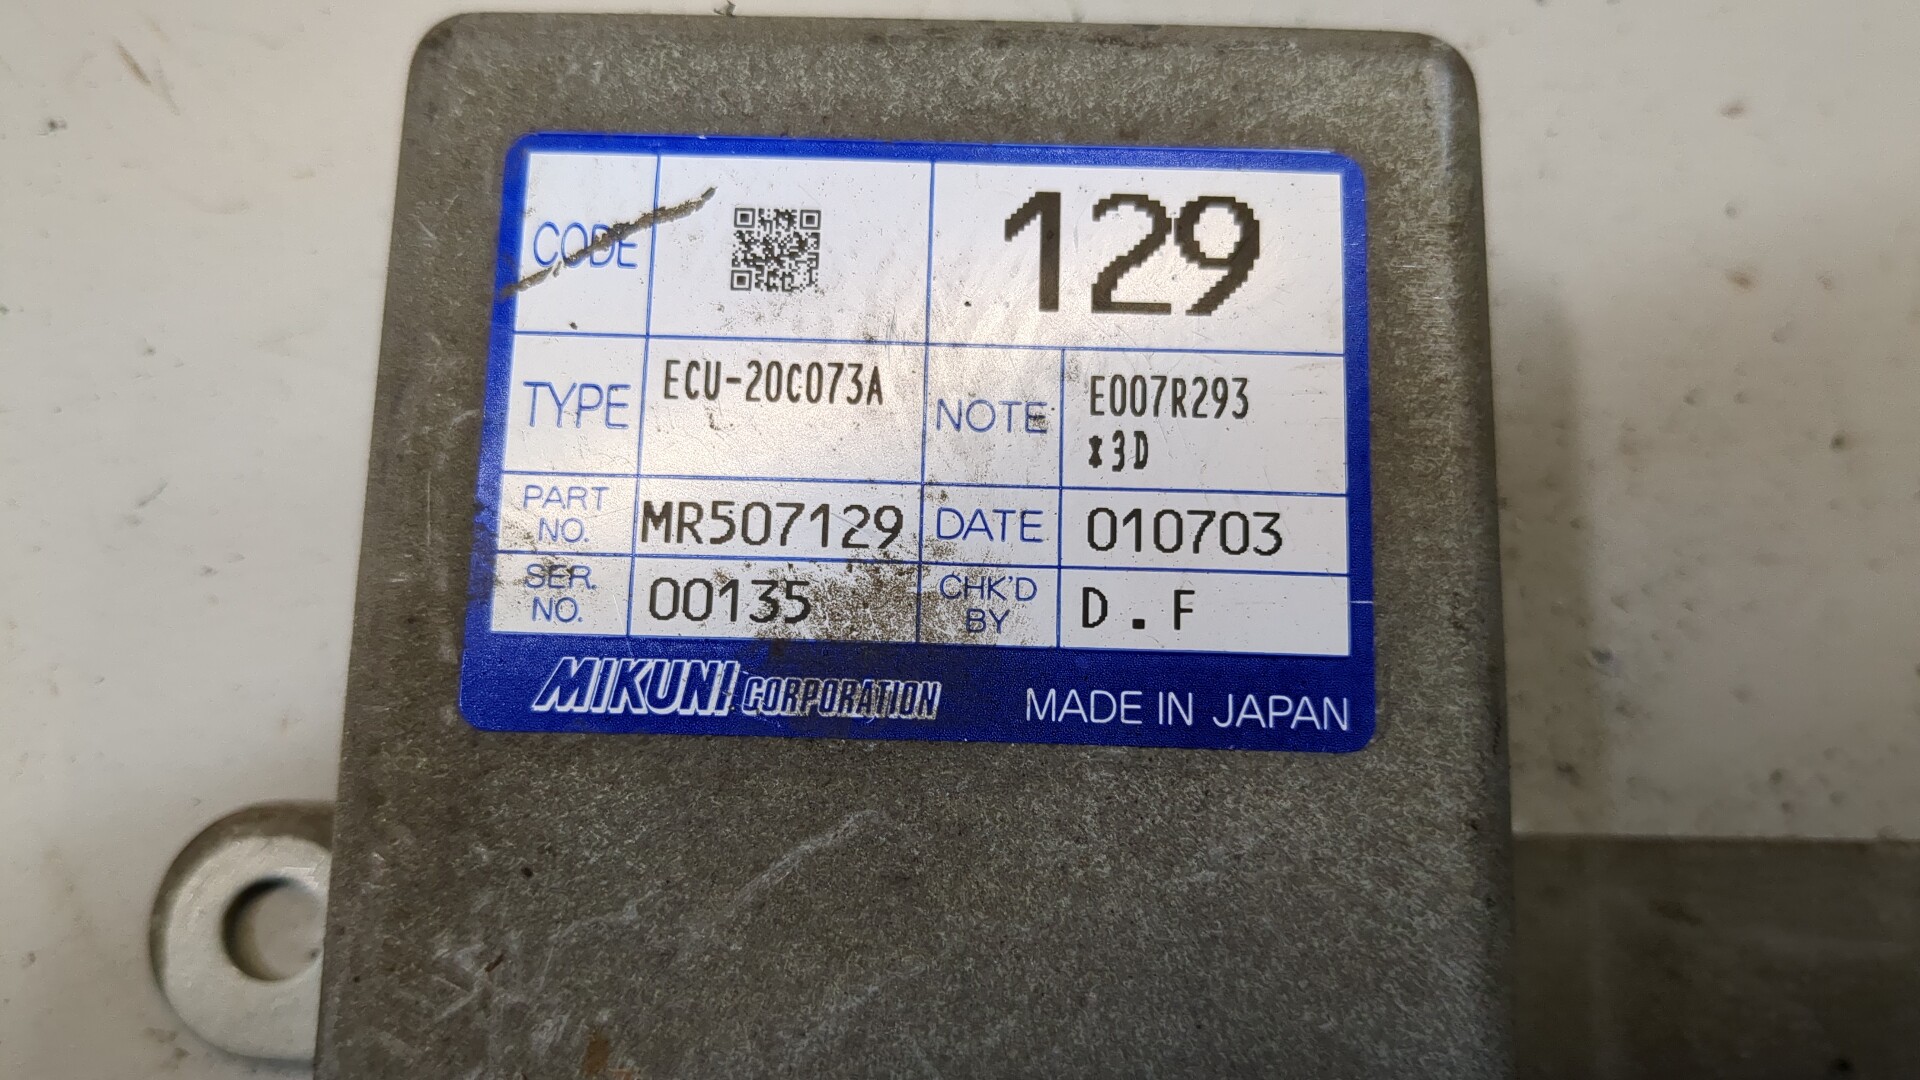 CODE 129
TYPE ECU-20C073A NOTE E007R293
*3D
PART NO. MR507129 DATE 010703
SER. NO. 00135 CHK'D BY D.F
MIKUNI CORPORATION MADE IN JAPAN